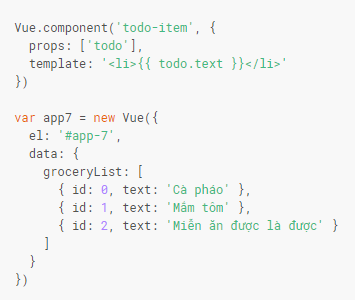 Vue.component('todo-item', {
  props: ['todo'],
  template: '<li>{{ todo.text }}</li>'
})

var app7 = new Vue({
  el: '#app-7',
  data: {
    groceryList: [
      { id: 0, text: 'Cà pháo' },
      { id: 1, text: 'Mắm tôm' },
      { id: 2, text: 'Miễn ăn được là được' }
    ]
  }
})